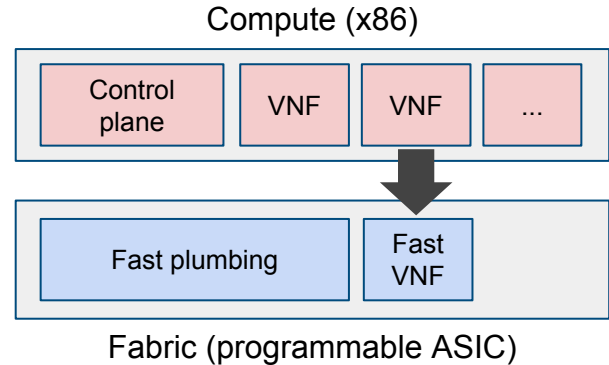 Compute (x86)
Control
plane
VNF
VNF
...
Fast plumbing
Fast
VNF
Fabric (programmable ASIC)